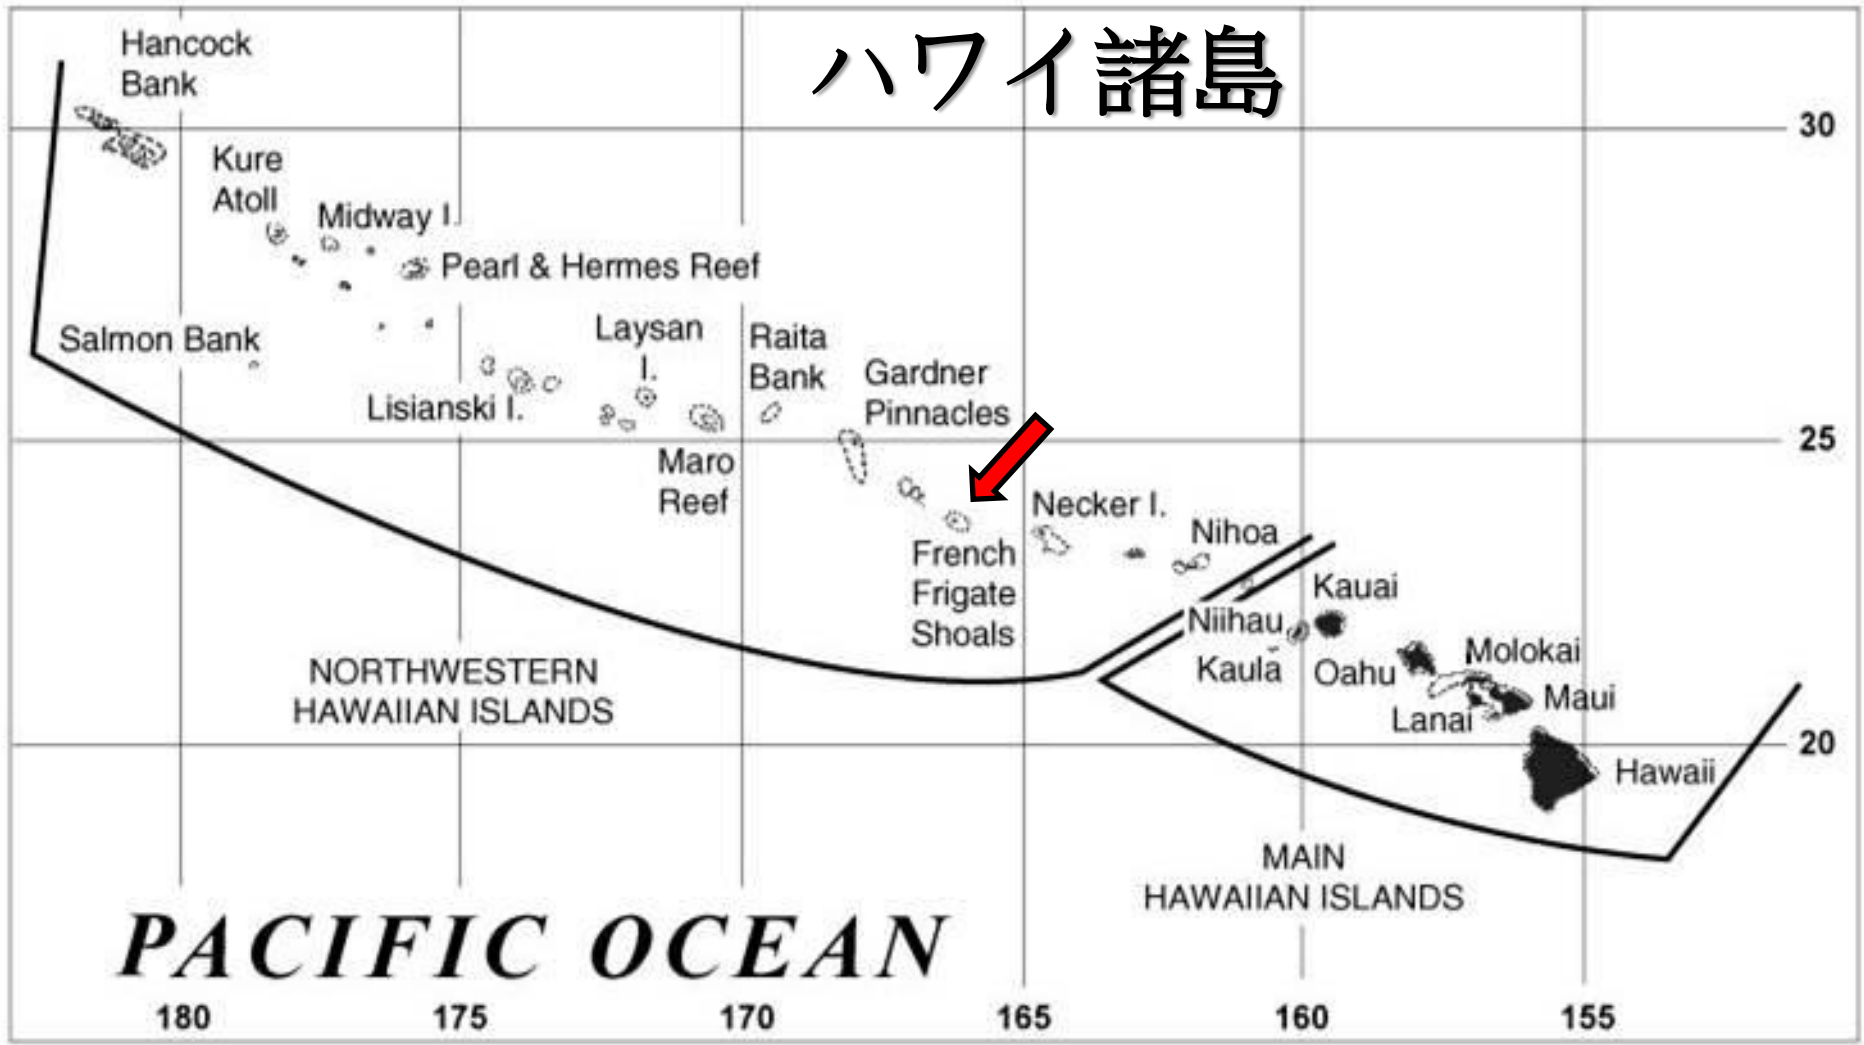 ハワイ諸島
Hancock
Bank
30
Kure
Atoll
Midway I.
Pearl & Hermes Reef
Salmon Bank
Laysan
I.
Raita
Bank
Gardner
Pinnacles
Lisianski I.
25
Maro
Reef
Necker I.
Nihoa
French
Frigate
Shoals
Kauai
Niihau
Kaula
Oahu
Molokai
Maui
Lanai
NORTHWESTERN
HAWAIIAN ISLANDS
20
Hawaii
MAIN
HAWAIIAN ISLANDS
PACIFIC OCEAN
180 175 170 165 160 155